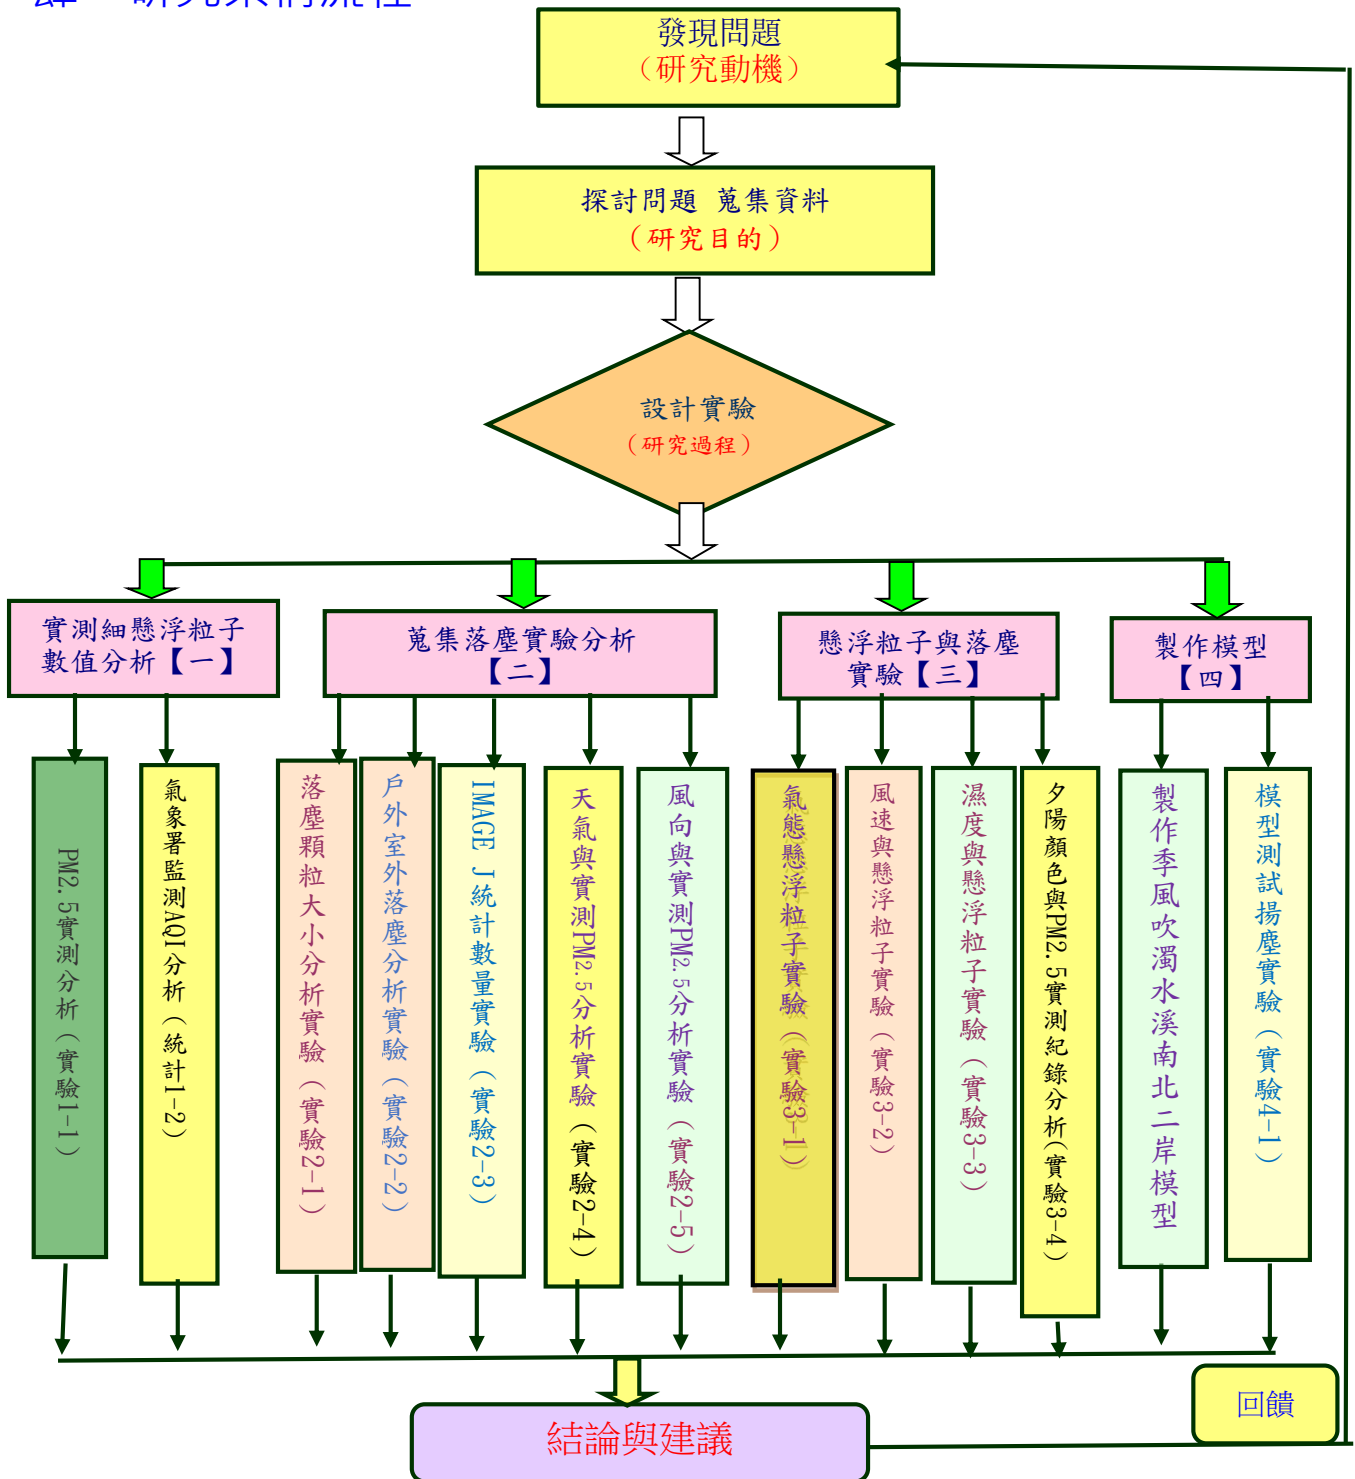 肆、研究架構流程
發現問題
（研究動機）
探討問題 蒐集資料
（研究目的）
設計實驗
（研究過程）
實測細懸浮粒子
數值分析【一】
蒐集落塵實驗分析
【二】
懸浮粒子與落塵
實驗【三】
製作模型
【四】
PM2.5實測分析（實驗1-1）
氣象署監測AQI分析（統計1-2）
落塵顆粒大小分析實驗（實驗2-1）
戶外室外落塵分析實驗（實驗2-2）
IMAGE J統計數量實驗（實驗2-3）
天氣與實測PM2.5分析實驗（實驗2-4）
風向與實測PM2.5分析實驗（實驗2-5）
氣態懸浮粒子實驗（實驗3-1）
風速與懸浮粒子實驗（實驗3-2）
濕度與懸浮粒子實驗（實驗3-3）
夕陽顏色與PM2.5實測紀錄分析(實驗3-4）
製作季風吹濁水溪南北二岸模型
模型測試揚塵實驗（實驗4-1）
回饋
結論與建議